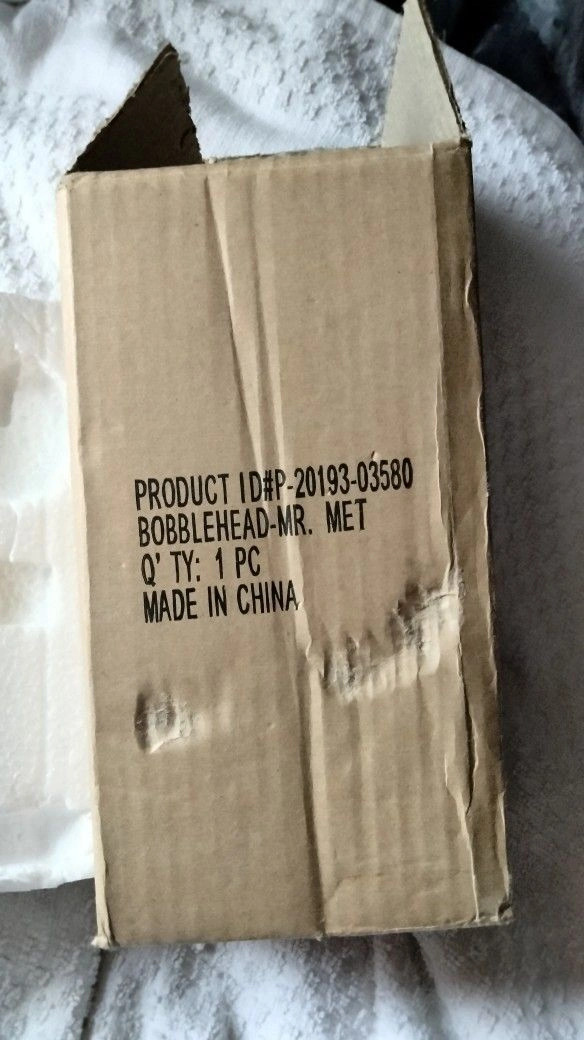 PRODUCT ID#P-20193-03580
BOBBLEHEAD-MR. MET
Q' TY: 1 PC
MADE IN CHINA